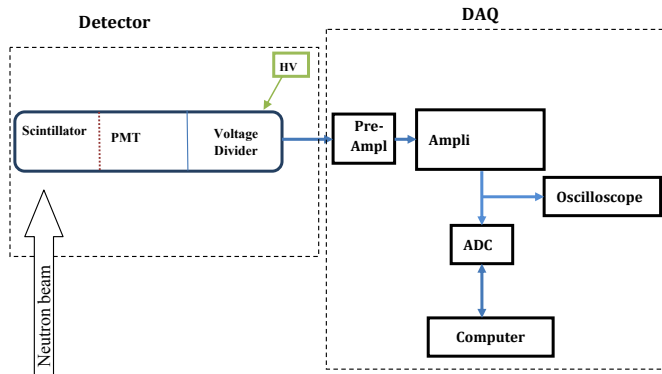 Detector
DAQ
HV
Scintillator
PMT
Voltage
Divider
Pre-
Ampl
Ampli
Oscilloscope
ADC
Computer
Neutron beam